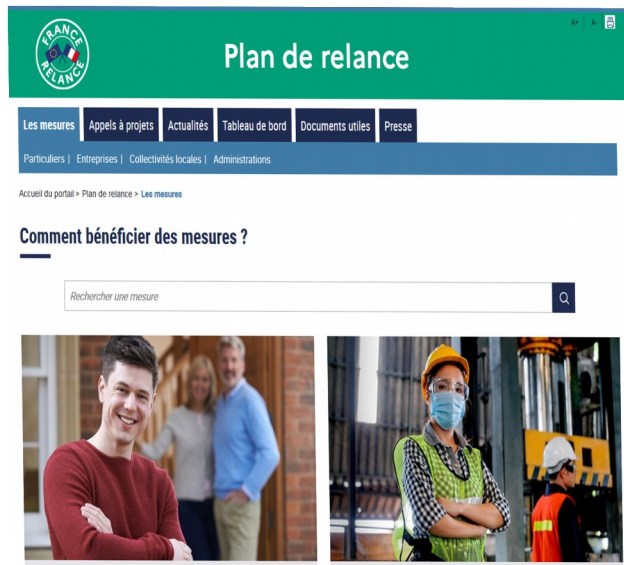 FRANCE
RELANCE
Plan de relance
A+ | A-
Les mesures Appels à projets Actualités Tableau de bord Documents utiles Presse
Particuliers | Entreprises | Collectivités locales | Administrations
Accueil du portail > Plan de relance > Les mesures
Comment bénéficier des mesures ?
Rechercher une mesure